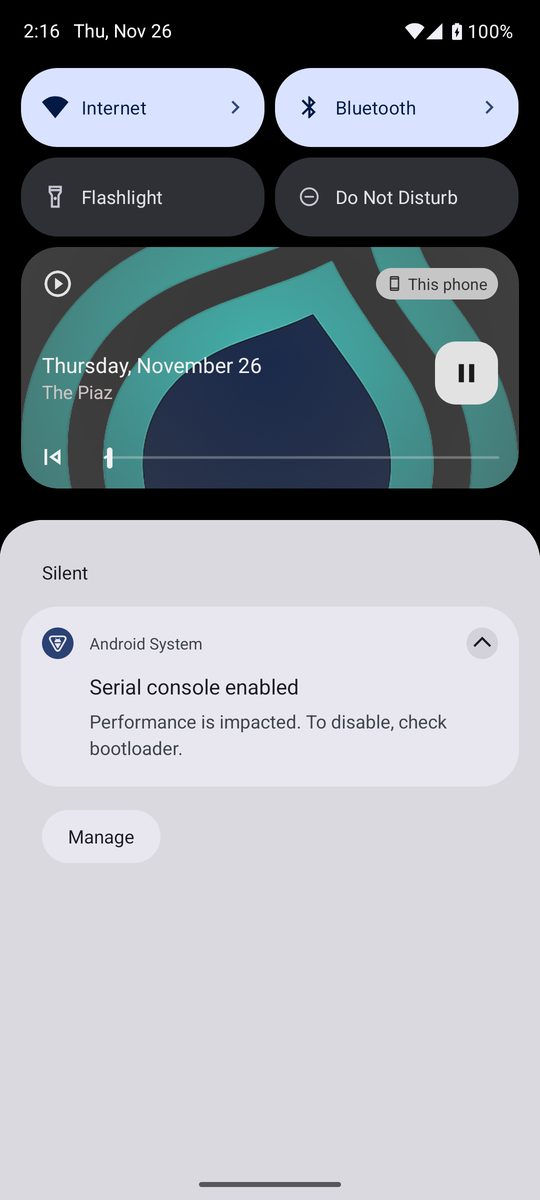 2:16 Thu, Nov 26 100%
Internet
Bluetooth
Flashlight
Do Not Disturb
This phone
Thursday, November 26
The Piaz
Silent
Android System
Serial console enabled
Performance is impacted. To disable, check
bootloader.
Manage